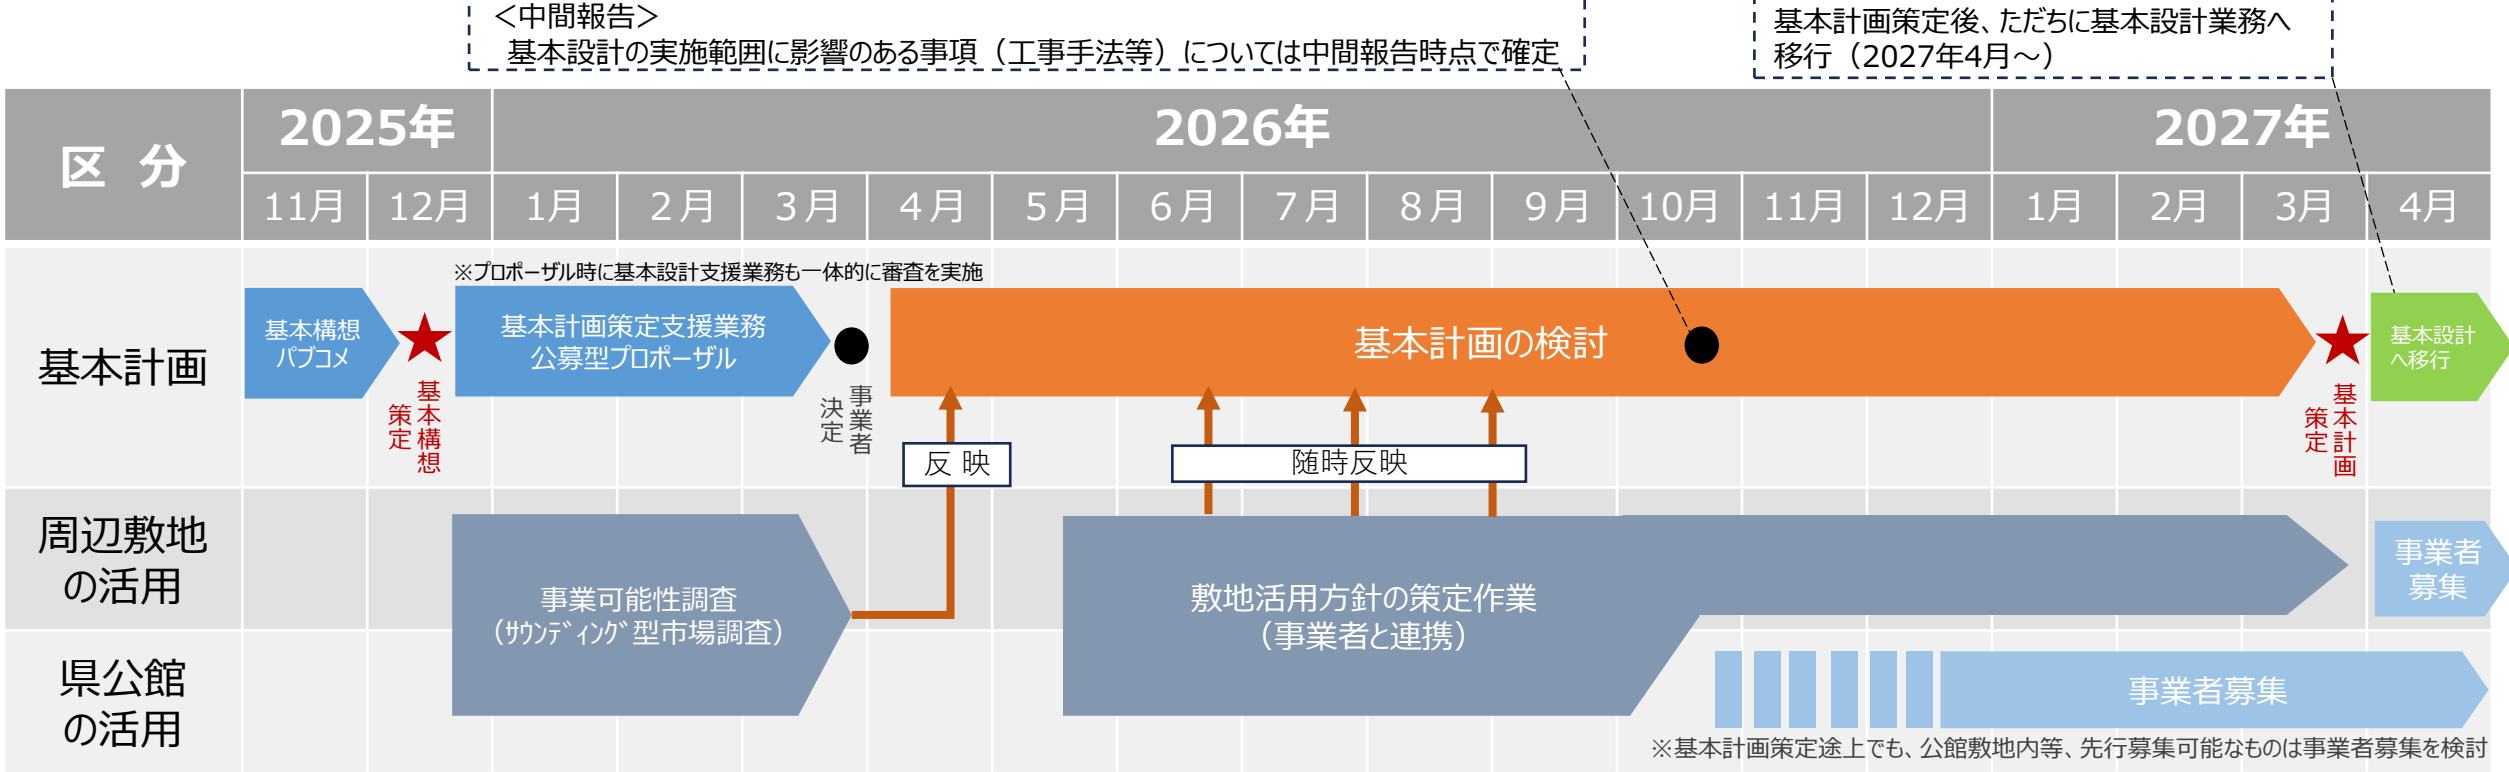 <中間報告>
基本設計の実施範囲に影響のある事項（工事手法等）については中間報告時点で確定
基本計画策定後、ただちに基本設計業務へ
移行（2027年4月～）
区 分
2025年
2026年
2027年
11月
12月
1月
２月
３月
４月
５月
６月
７月
８月
９月
10月
11月
12月
1月
2月
3月
4月
基本計画
※プロポーザル時に基本設計支援業務も一体的に審査を実施
基本構想
パブコメ
基本構想
策定
基本計画策定支援業務
公募型プロポーザル
事業者
決定
基本計画の検討
基本計画
策定
基本設計
へ移行
反 映
随時反映
周辺敷地
の活用
県公館
の活用
事業可能性調査
（ｻｳﾝﾃﾞｨﾝｸﾞ型市場調査）
敷地活用方針の策定作業
（事業者と連携）
事業者
募集
事業者募集
※基本計画策定途上でも、公館敷地内等、先行募集可能なものは事業者募集を検討